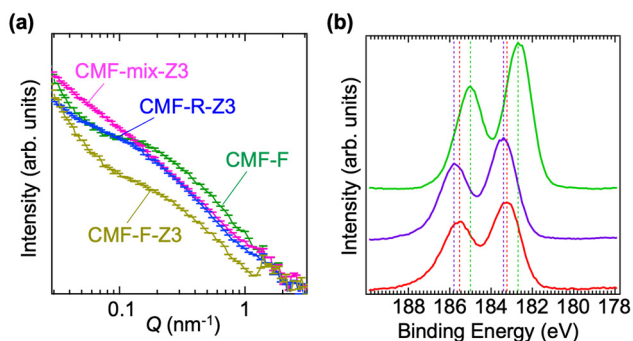 (a)
Intensity (arb. units)
CMF-mix-Z3
CMF-R-Z3
CMF-F
CMF-F-Z3
0.1
1
Q (nm⁻¹)
(b)
Intensity (arb. units)
188 186 184 182 180 178
Binding Energy (eV)